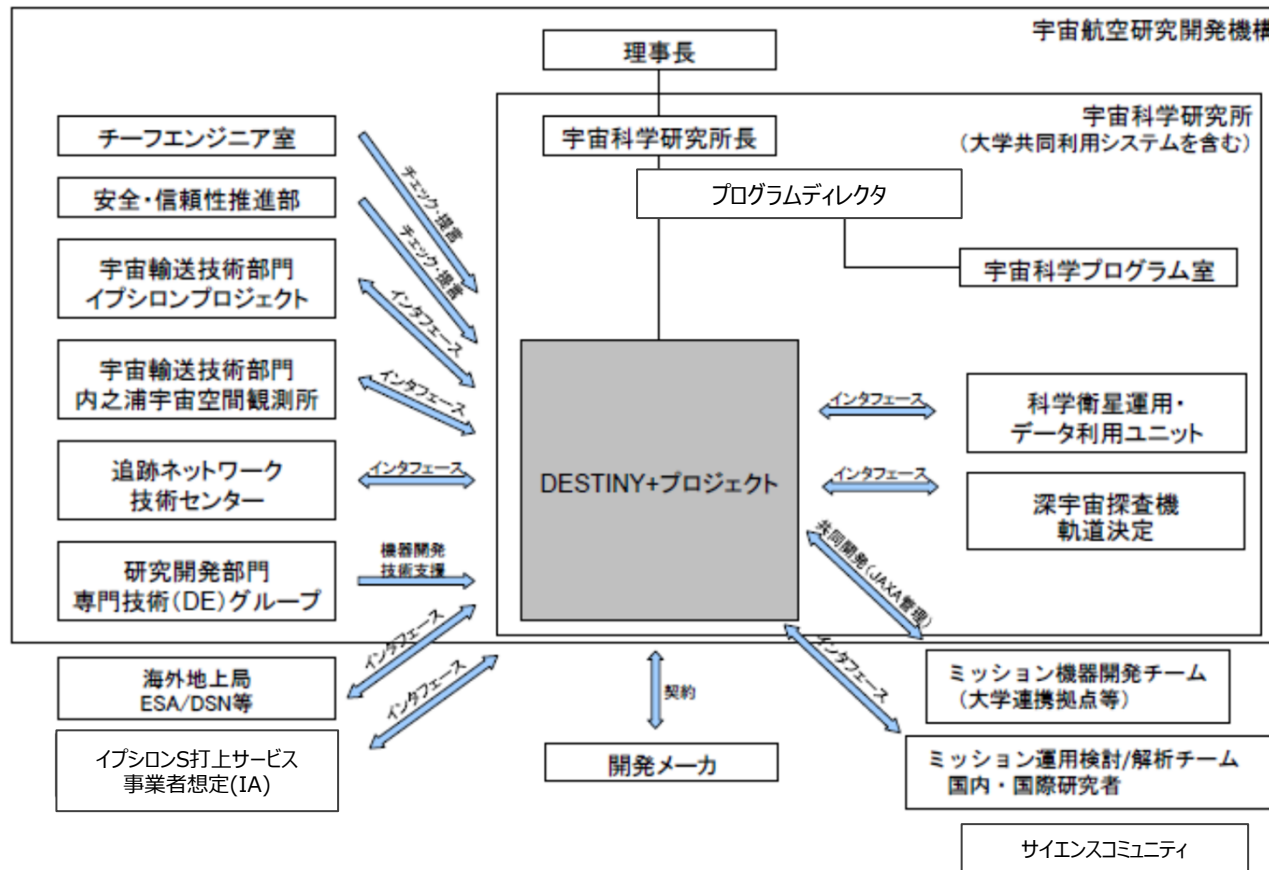 宇宙航空研究開発機構
理事長
宇宙科学研究所
(大学共同利用システムを含む)
宇宙科学研究所長
プログラムディレクタ
宇宙科学プログラム室
チーフエンジニア室
チェック・提言
安全・信頼性推進部
チェック・提言
宇宙輸送技術部門
イプシロンプロジェクト
インタフェース
宇宙輸送技術部門
内之浦宇宙空間観測所
インタフェース
追跡ネットワーク
技術センター
インタフェース
研究開発部門
専門技術(DE)グループ
機器開発
技術支援
DESTINY+プロジェクト
インタフェース
科学衛星運用・
データ利用ユニット
インタフェース
深宇宙探査機
軌道決定
共同開発(JAXA管理)
インタフェース
海外地上局
ESA/DSN等
インタフェース
イプシロンS打上サービス
事業者想定(IA)
インタフェース
契約
開発メーカ
ミッション機器開発チーム
(大学連携拠点等)
ミッション運用検討/解析チーム
国内・国際研究者
サイエンスコミュニティ